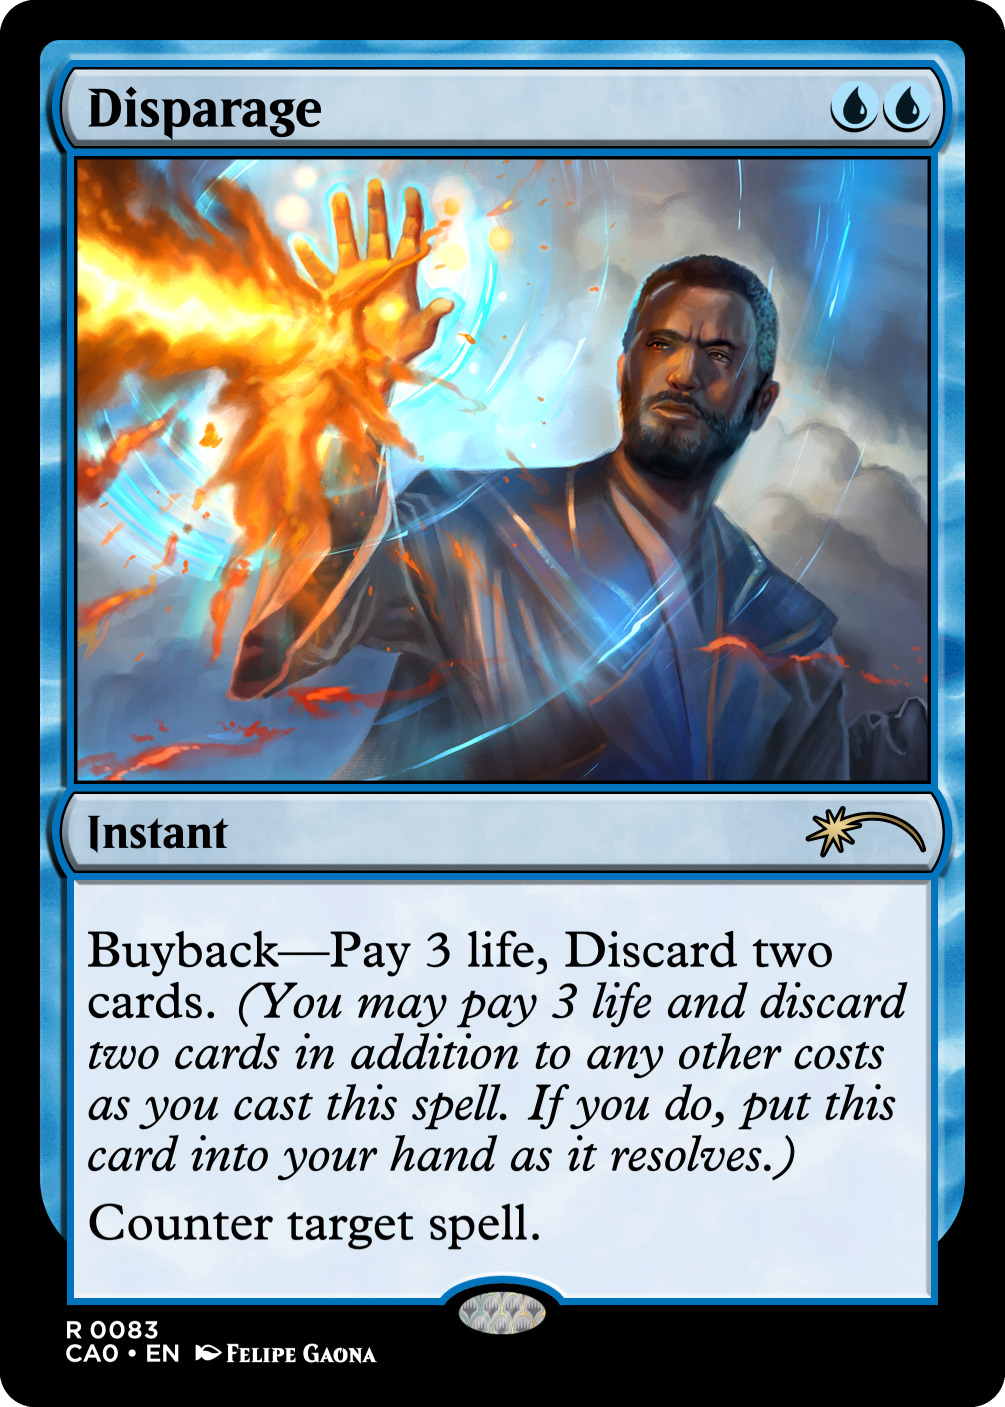 Disparage
Instant
Buyback—Pay 3 life, Discard two
cards. (You may pay 3 life and discard
two cards in addition to any other costs
as you cast this spell. If you do, put this
card into your hand as it resolves.)
Counter target spell.
R 0083
CAO • EN Felipe Gaona